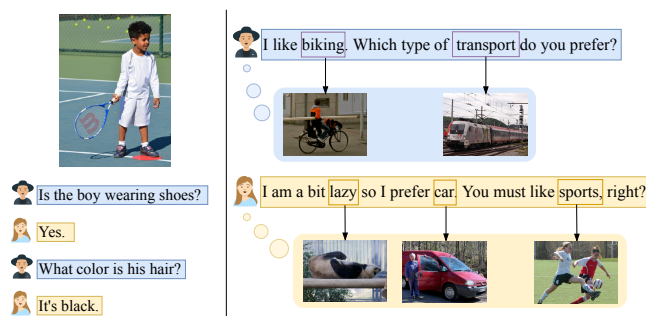 Is the boy wearing shoes?
Yes.
What color is his hair?
It's black.
I like biking. Which type of transport do you prefer?
I am a bit lazy so I prefer car. You must like sports, right?